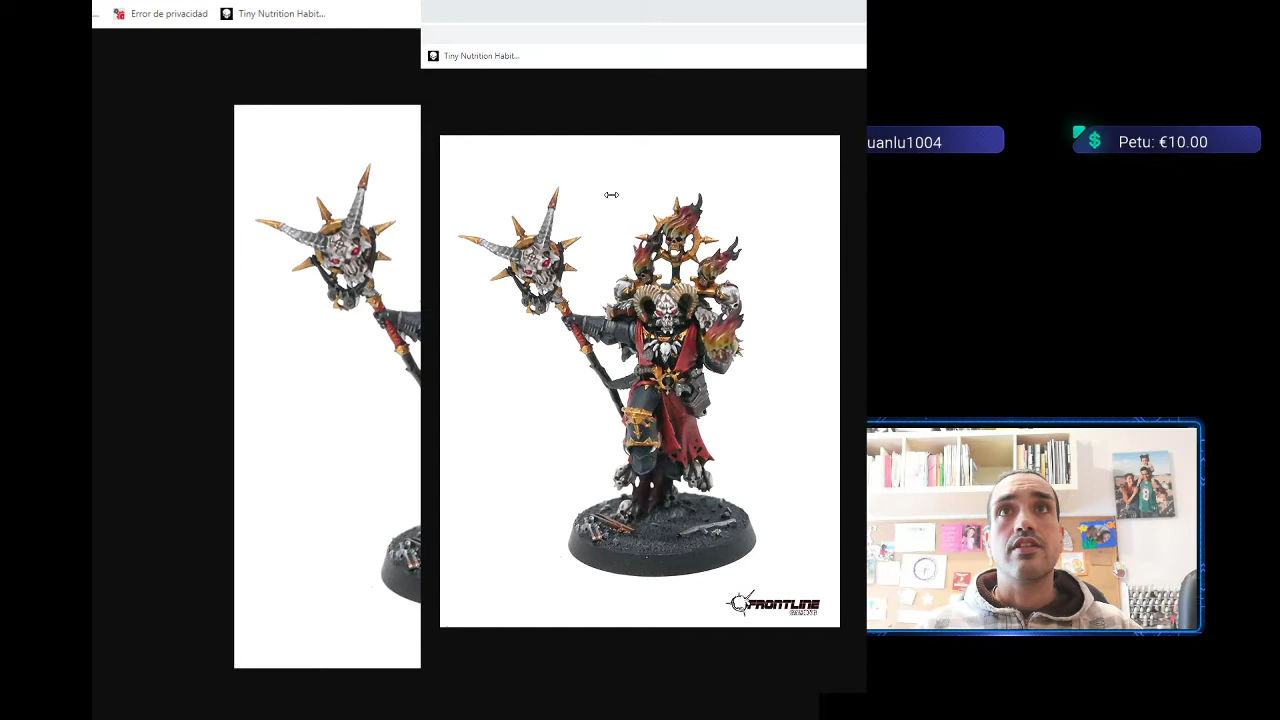 Error de privacidad
Tiny Nutrition Habit...
Tiny Nutrition Habit...
uanlu1004
Petu: €10.00
FRONTLINE